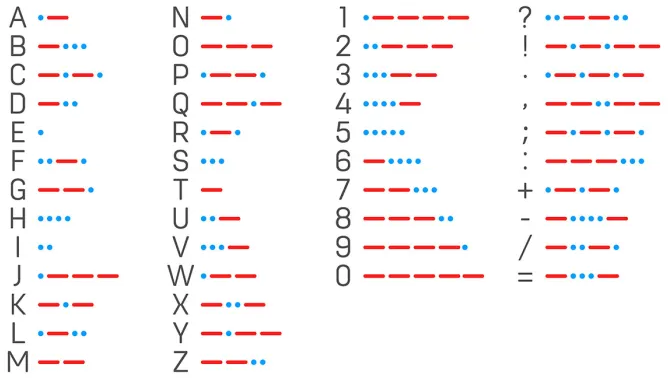 A •—
B —•••
C —•—•
D —••
E •
F ••—•
G ——•
H ••••
I ••
J •———
K —•—
L •—••
M ——
N —•
O ———
P •——•
Q ——•—
R •—•
S •••
T —
U ••—
V •••—
W •——
X —••—
Y —•——
Z ——••
1 •————
2 ••———
3 •••——
4 ••••—
5 •••••
6 —••••
7 ——•••
8 ———••
9 ————•
0 —————
? ••——••
! —•—•——
. •—•—•—
, ——••——
; —•—•—•
: ———•••
+ •—•—•
- —••••—
/ —••—•
= —•••—